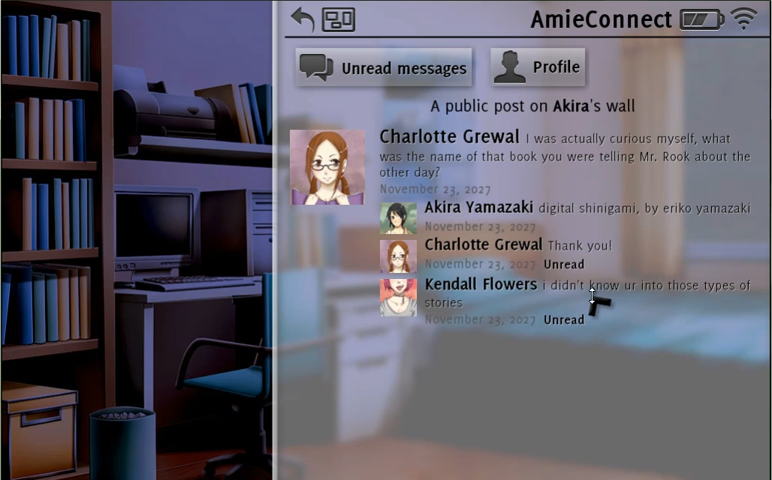 AmieConnect
Unread messages
Profile
A public post on Akira's wall
Charlotte Grewal I was actually curious myself, what
was the name of that book you were telling Mr. Rook about the
other day?
November 23, 2027
Akira Yamazaki digital shinigami, by eriko yamazaki
November 23, 2027
Charlotte Grewal Thank you!
November 23, 2027 Unread
Kendall Flowers i didn't know ur into those types of
stories
November 23, 2027 Unread